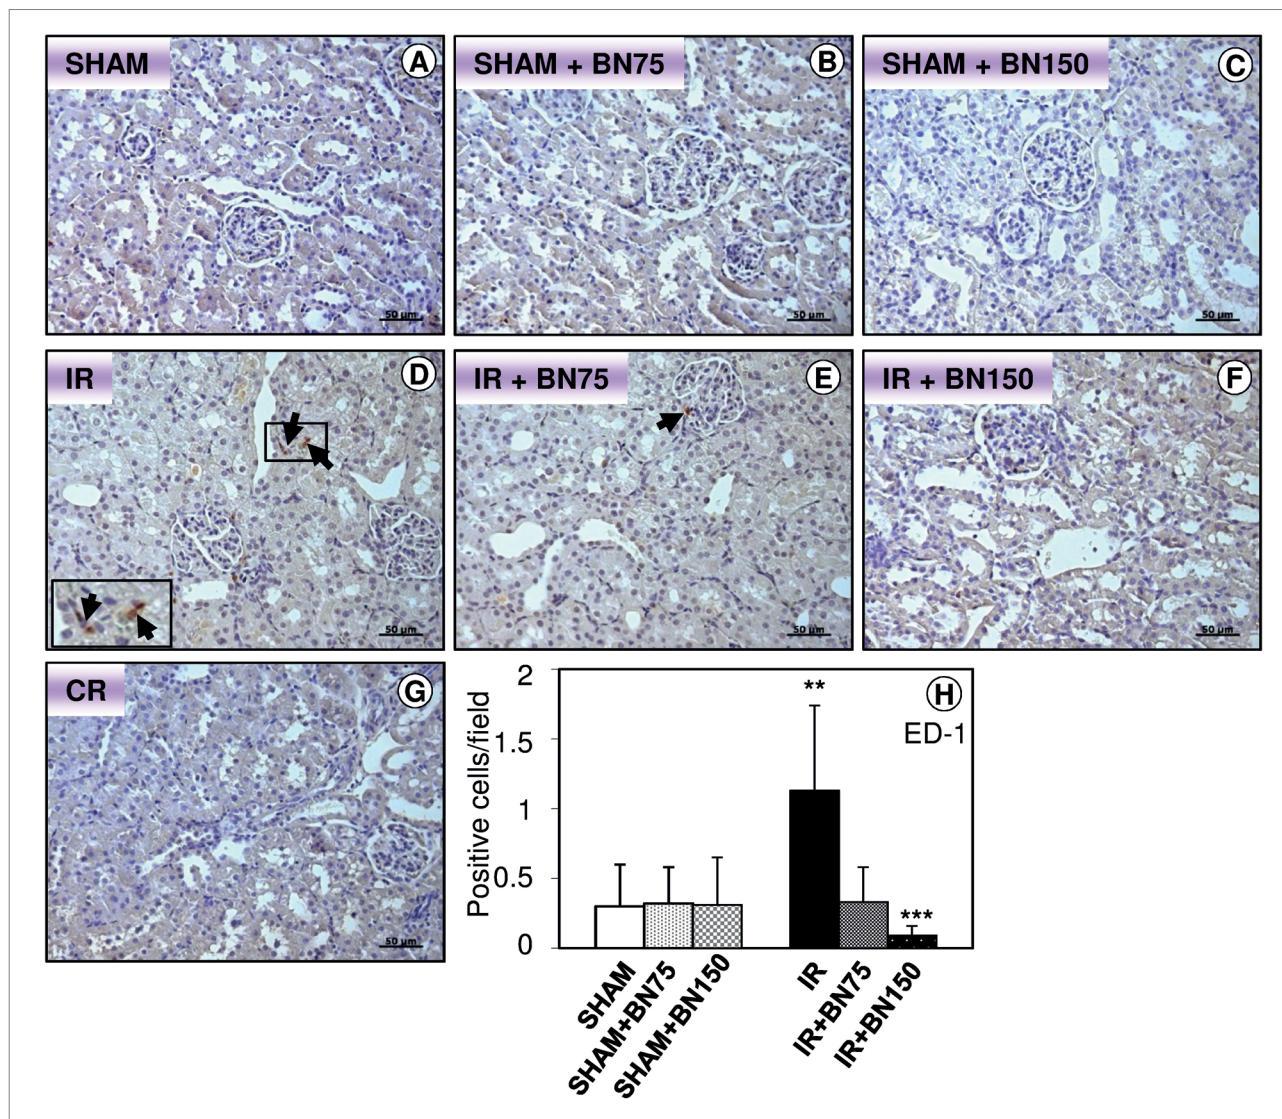 SHAM
A
SHAM + BN75
B
SHAM + BN150
C
50 µm
50 µm
50 µm
IR
D
IR + BN75
E
IR + BN150
F
50 µm
50 µm
50 µm
CR
G
50 µm
H
ED-1
Positive cells/field
2
1.5
1
0.5
0
**
***
SHAM
SHAM+BN75
SHAM+BN150
IR
IR+BN75
IR+BN150